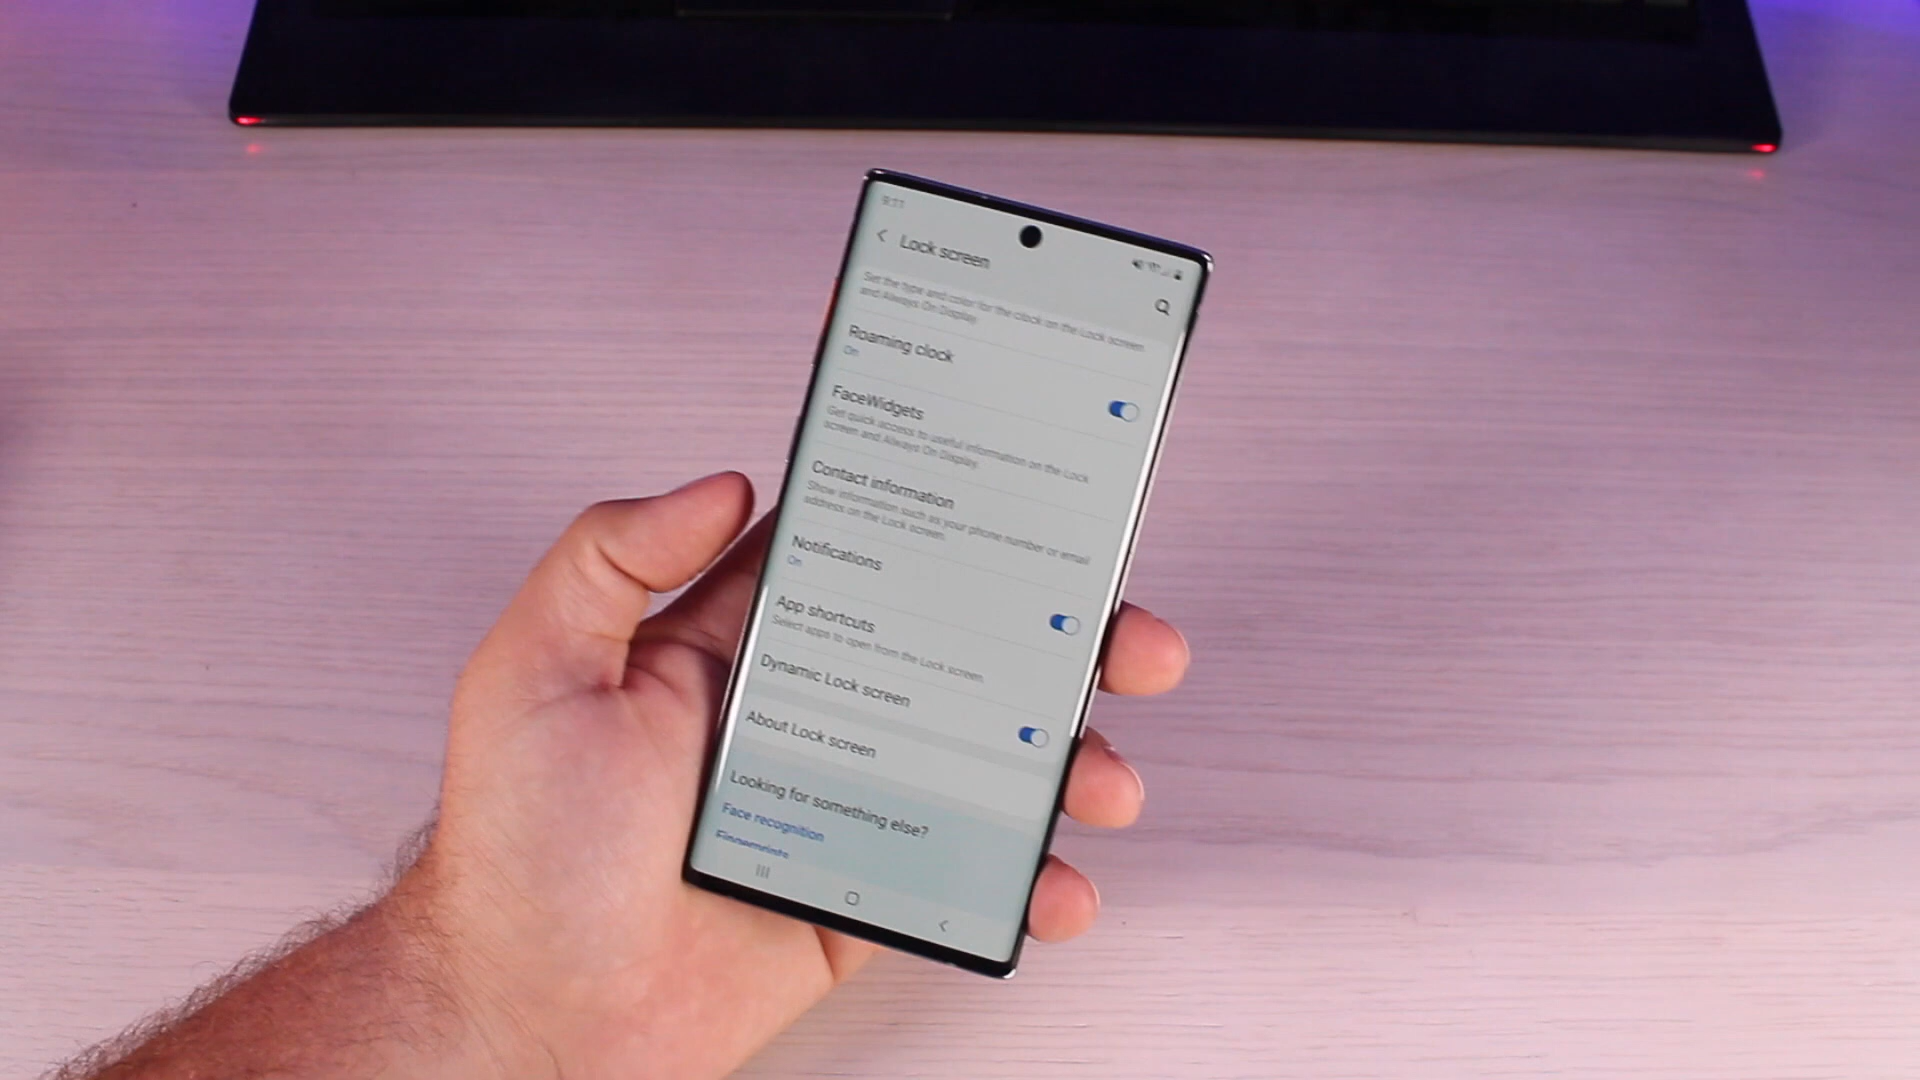 9:11
Lock screen
Set the type and color for the clock on the Lock screen
and Always On Display.
Roaming clock
On
FaceWidgets
Get quick access to useful information on the Lock
screen and Always On Display.
Contact information
Show information such as your phone number or email
address on the Lock screen.
Notifications
On
App shortcuts
Select apps to open from the Lock screen.
Dynamic Lock screen
About Lock screen
Looking for something else?
Face recognition
Fingerprints